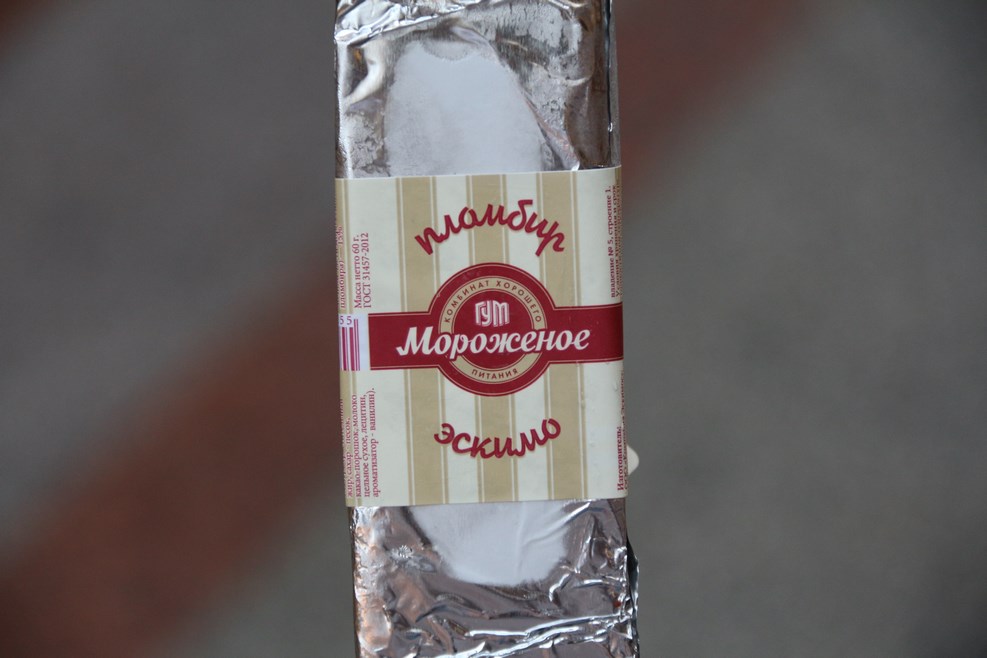 пломбир
КОМБИНАТ ХОРОШЕГО
ГУМ
Мороженое
ПИТАНИЯ
эскимо
Масса нетто 60 г.
ГОСТ 31457-2012
55
какао-порошок, молоко
цельное сухое, лецитин,
ароматизатор - ванилин).
владение № 5, строение 1.
Изготовитель: